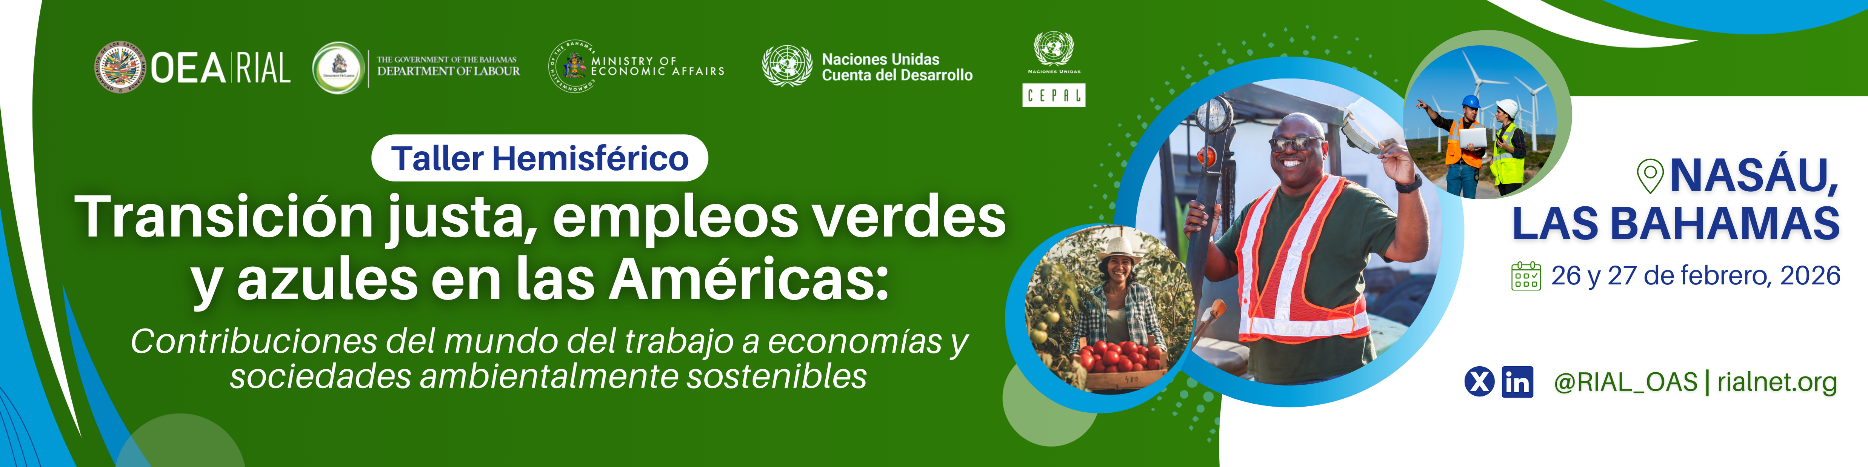 OEA | RIAL
THE GOVERNMENT OF THE BAHAMAS
DEPARTMENT OF LABOUR
MINISTRY OF
ECONOMIC AFFAIRS
Naciones Unidas
Cuenta del Desarrollo
NACIONES UNIDAS
CEPAL
Taller Hemisférico
Transición justa, empleos verdes
y azules en las Américas:
Contribuciones del mundo del trabajo a economías y
sociedades ambientalmente sostenibles
NASÁU,
LAS BAHAMAS
26 y 27 de febrero, 2026
@RIAL_OAS | rialnet.org